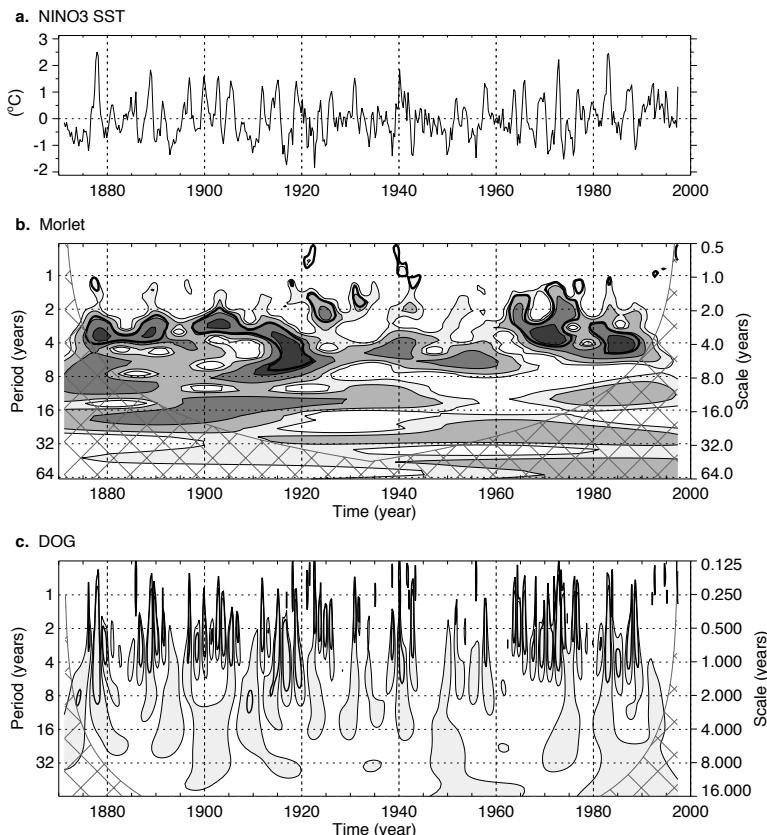 a. NINO3 SST
3
2
1
0
-1
-2
(°C)
1880 1900 1920 1940 1960 1980 2000
b. Morlet
1
2
4
8
16
32
64
Period (years)
0.5
1.0
2.0
4.0
8.0
16.0
32.0
64.0
Scale (years)
1880 1900 1920 1940 1960 1980 2000
Time (year)
c. DOG
1
2
4
8
16
32
Period (years)
0.125
0.250
0.500
1.000
2.000
4.000
8.000
16.000
Scale (years)
1880 1900 1920 1940 1960 1980 2000
Time (year)